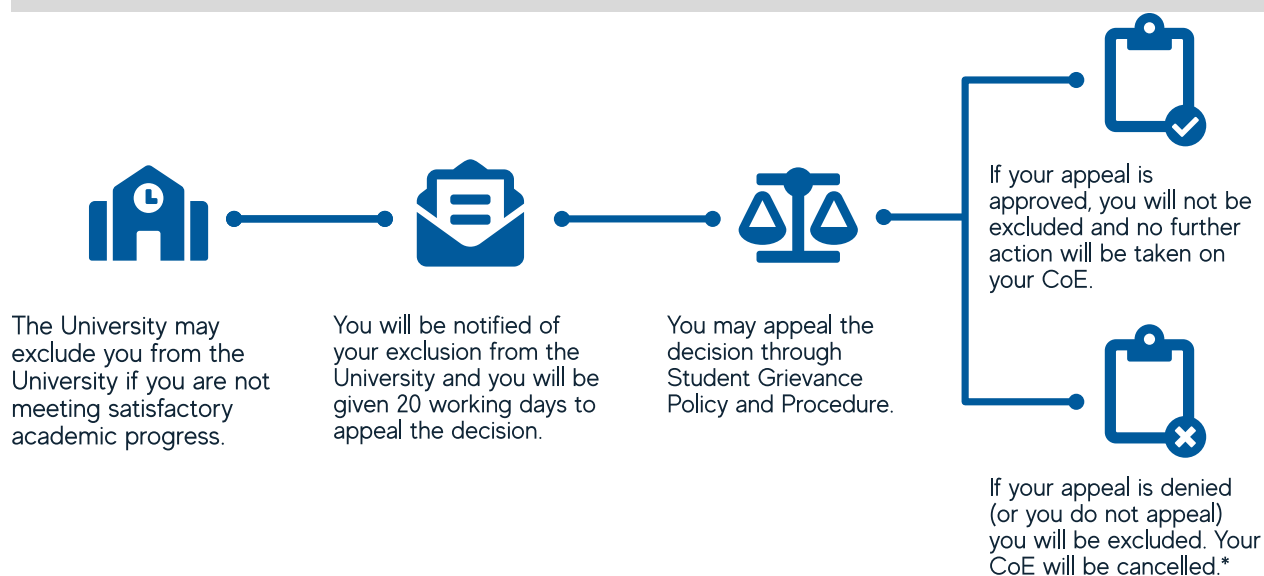 The University may
exclude you from the
University if you are not
meeting satisfactory
academic progress.
You will be notified of
your exclusion from the
University and you will be
given 20 working days to
appeal the decision.
You may appeal the
decision through
Student Grievance
Policy and Procedure.
If your appeal is
approved, you will not be
excluded and no further
action will be taken on
your CoE.
If your appeal is denied
(or you do not appeal)
you will be excluded. Your
CoE will be cancelled.*